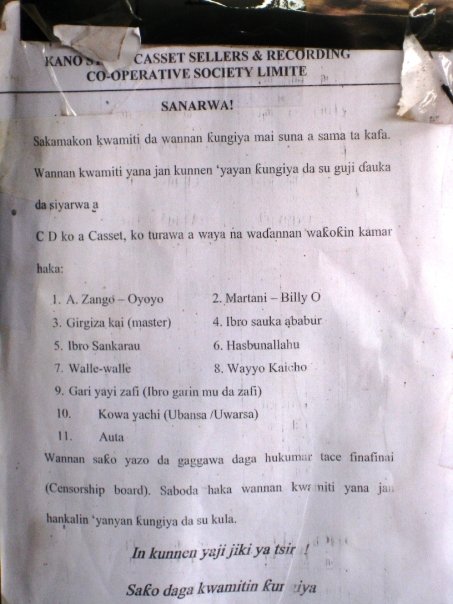 KANO CASSET SELLERS & RECORDING
CO-OPERATIVE SOCIETY LIMITE
SANARWA!
Sakamakon kwamiti da wannan ƙungiya mai suna a sama ta kafa.
Wannan kwamiti yana jan kunnen ‘yayan ƙungiya da su guji ɗauka
da siyarwa a
C D ko a Casset, ko turawa a waya na waɗannan waƙoƙin kamar
haka:
1. A. Zango – Oyoyo 2. Martani – Billy O
3. Girgiza kai (master) 4. Ibro sauka ababur
5. Ibro Sankarau 6. Hasbunallahu
7. Walle-walle 8. Wayyo Kaicho
9. Gari yayi zafi (Ibro garin mu da zafi)
10. Kowa yachi (Ubansa /Uwarsa)
11. Auta
Wannan saƙo yazo da gaggawa daga hukumar tace finafinai
(Censorship board). Saboda haka wannan kwamiti yana jan
hankalin ‘yanyan ƙungiya da su kula.
In kunnen yaji jiki ya tsira!
Saƙo daga kwamitin ƙungiya